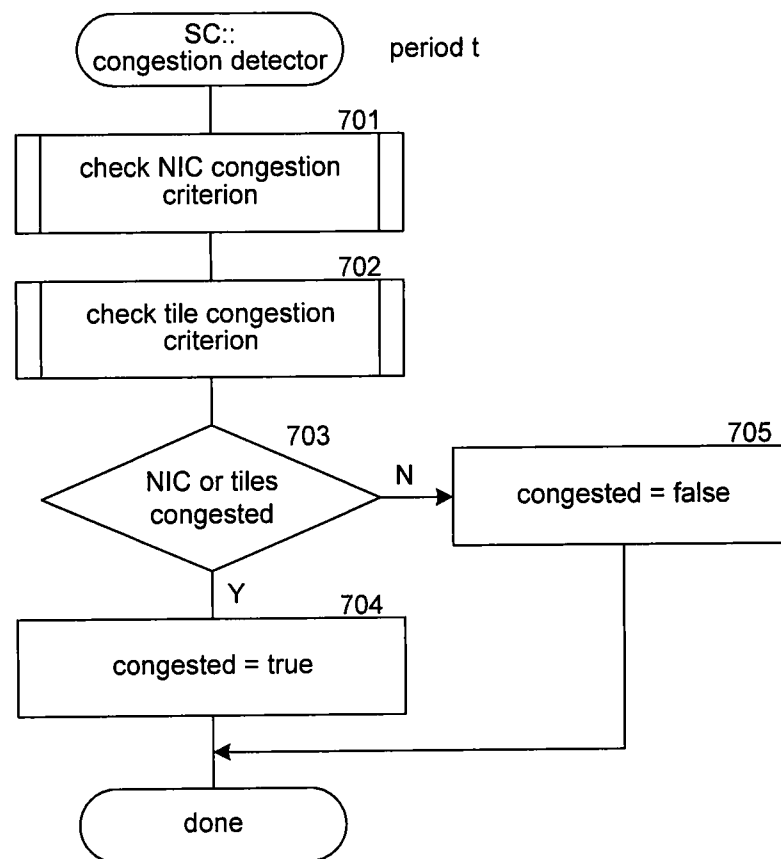 SC::
congestion detector
period t
701
check NIC congestion
criterion
702
check tile congestion
criterion
703
NIC or tiles
congested
N
705
congested = false
Y
704
congested = true
done